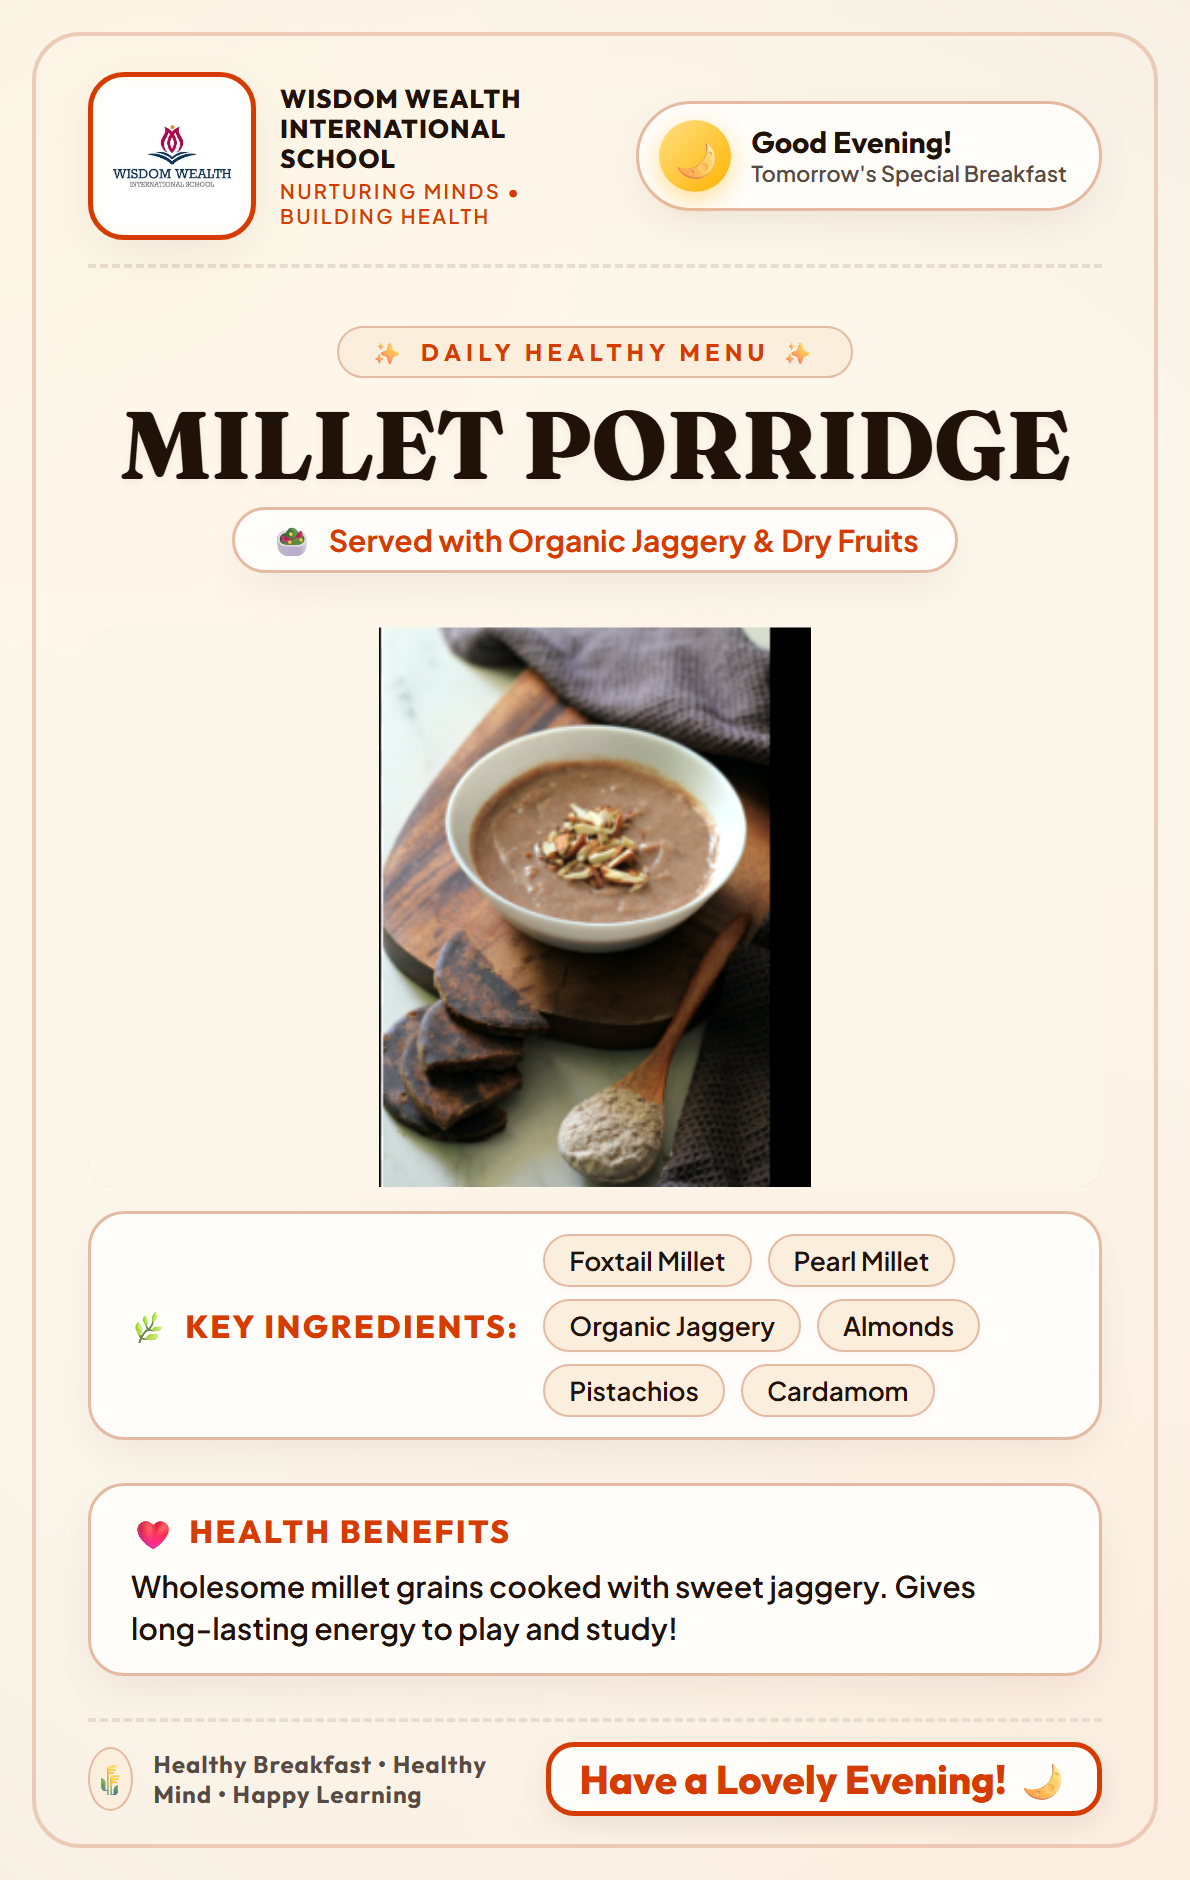 WISDOM WEALTH
INTERNATIONAL SCHOOL
WISDOM WEALTH
INTERNATIONAL
SCHOOL
NURTURING MINDS •
BUILDING HEALTH
Good Evening!
Tomorrow's Special Breakfast
DAILY HEALTHY MENU
MILLET PORRIDGE
Served with Organic Jaggery & Dry Fruits
KEY INGREDIENTS:
Foxtail Millet Pearl Millet
Organic Jaggery Almonds
Pistachios Cardamom
HEALTH BENEFITS
Wholesome millet grains cooked with sweet jaggery. Gives
long-lasting energy to play and study!
Healthy Breakfast • Healthy
Mind • Happy Learning
Have a Lovely Evening!